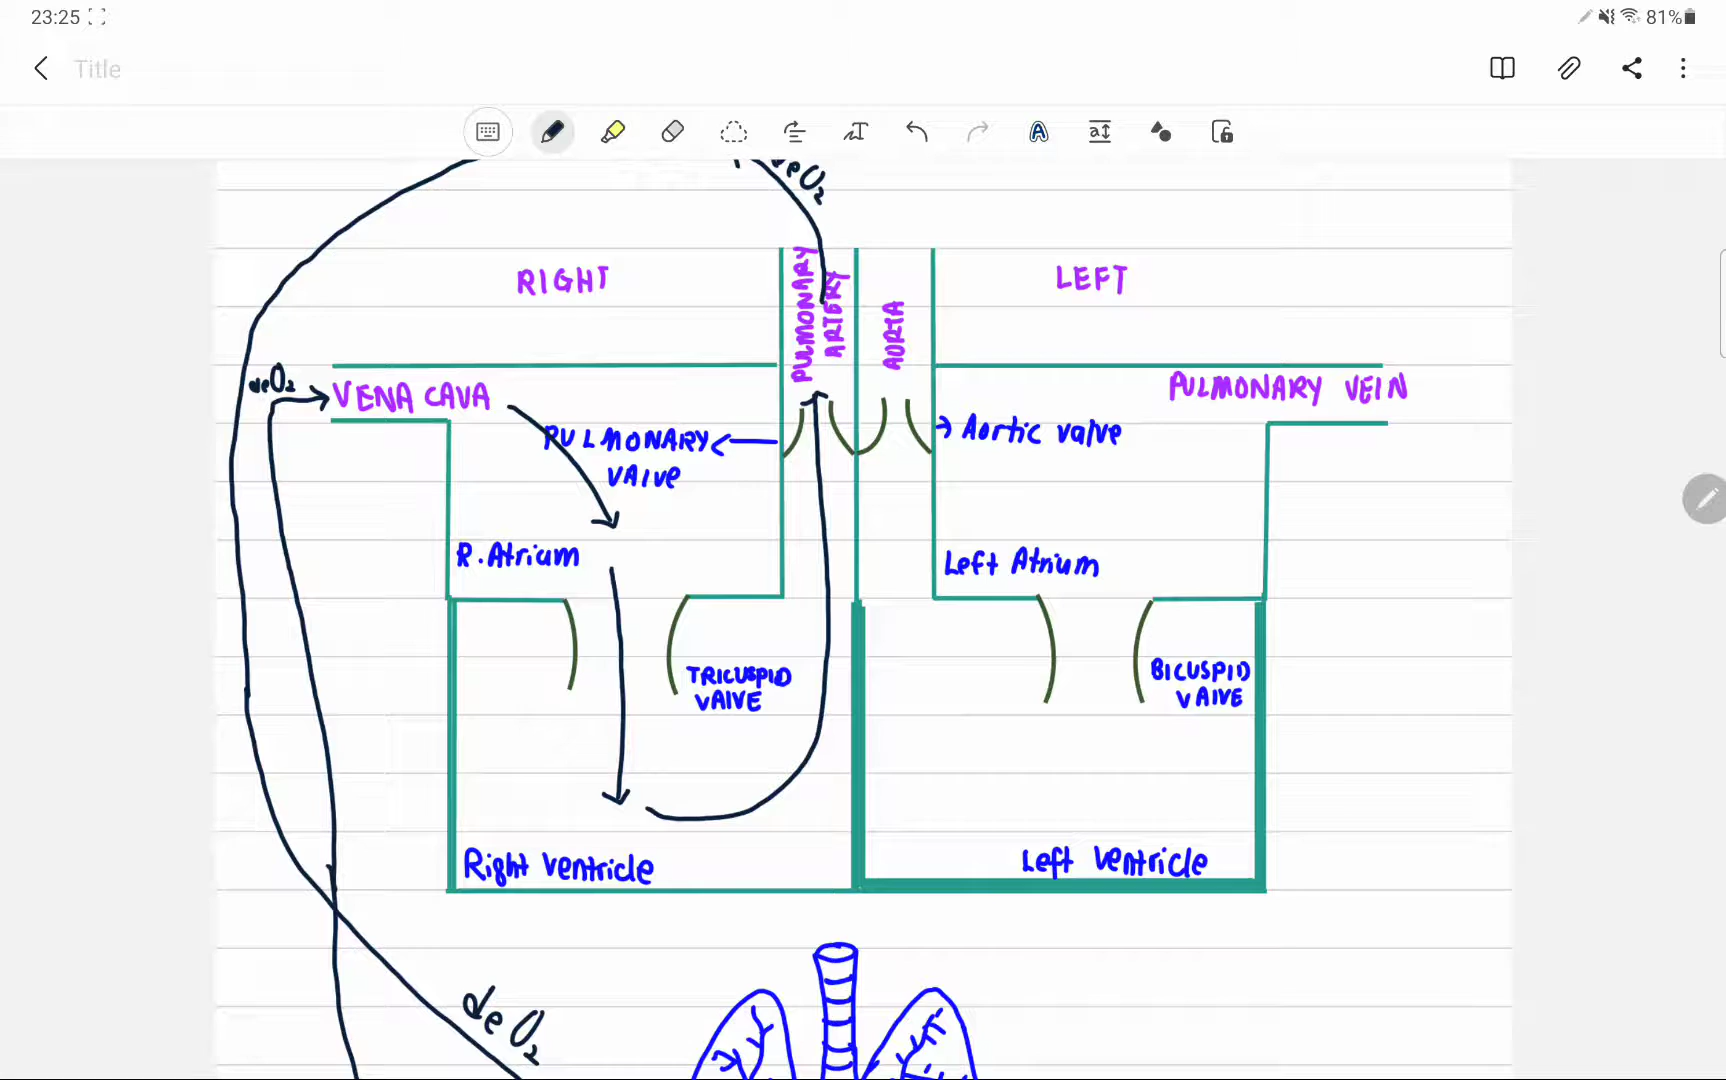 23:25
81%
Title
deO₂
RIGHT
PULMONARY
ARTERY
AORTA
LEFT
deO₂
VENA CAVA
PULMONARY VEIN
PULMONARY
VAlve
Aortic valve
R.Atrium
Left Atrium
TRICUSPID
VAlVE
BICUSPID
VAlVE
Right Ventricle
Left Ventricle
deO₂